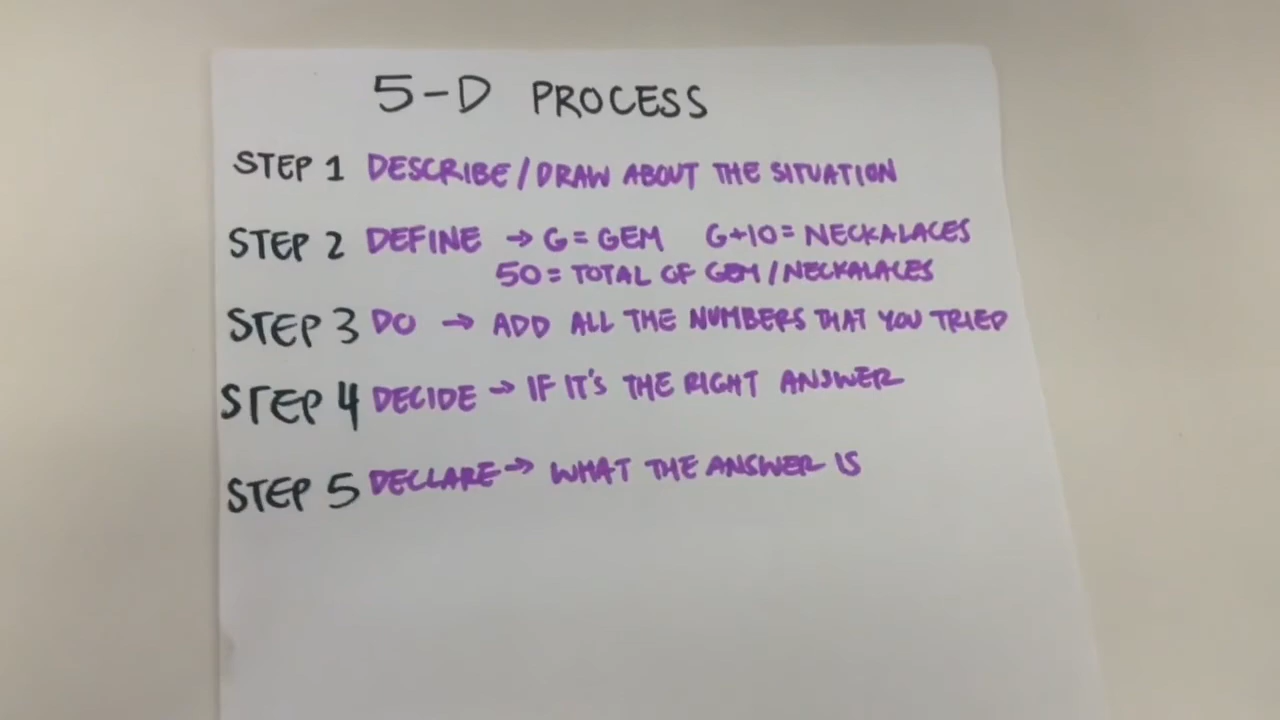 5-D PROCESS
STEP 1 DESCRIBE/DRAW ABOUT THE SITUATION
STEP 2 DEFINE → G = GEM G+10 = NECKALACES
50 = TOTAL OF GEM/NECKALACES
STEP 3 DO → ADD ALL THE NUMBERS THAT YOU TRIED
STEP 4 DECIDE → IF IT'S THE RIGHT ANSWER
STEP 5 DECLARE → WHAT THE ANSWER IS